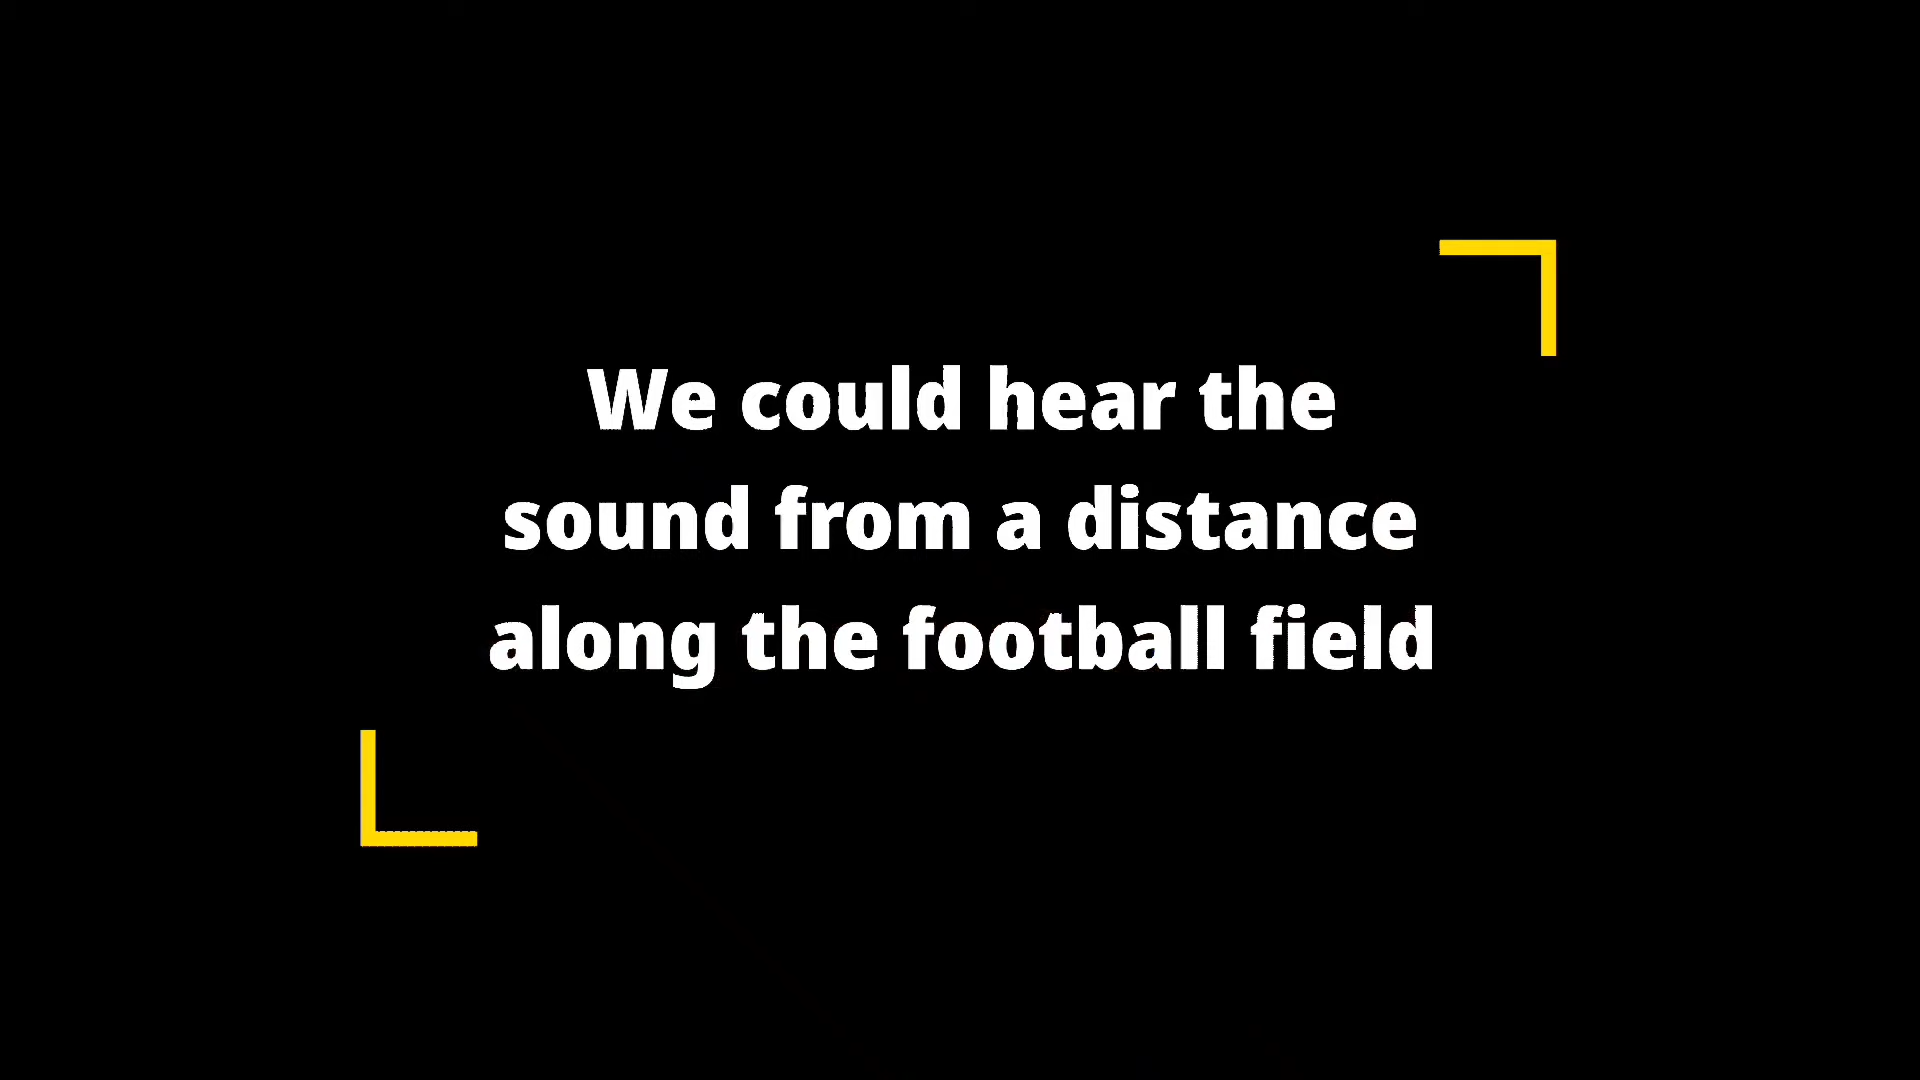 We could hear the
sound from a distance
along the football field